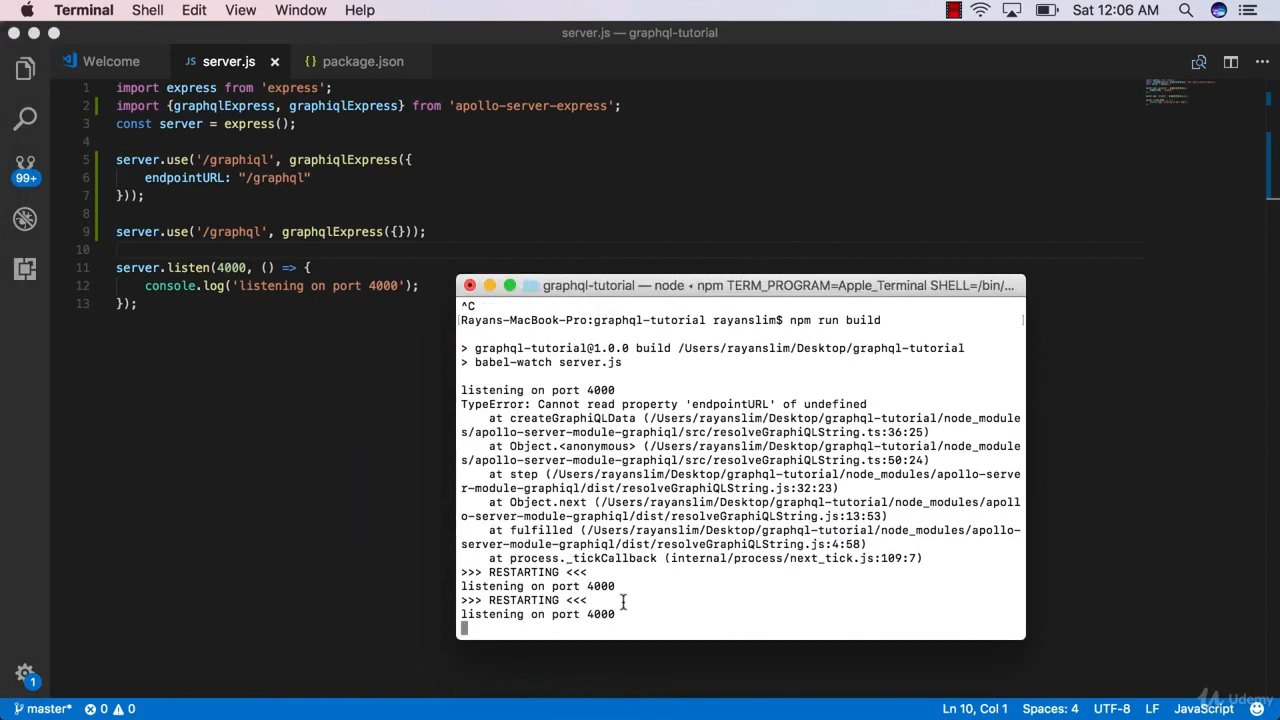 Terminal Shell Edit View Window Help Sat 12:06 AM
server.js — graphql-tutorial
Welcome JS server.js × {} package.json
1 import express from 'express';
2 import {graphqlExpress, graphiqlExpress} from 'apollo-server-express';
3 const server = express();
4
5 server.use('/graphiql', graphiqlExpress({
6 endpointURL: "/graphql"
7 }));
8
9 server.use('/graphql', graphqlExpress({}));
10
11 server.listen(4000, () => {
12 console.log('listening on port 4000');
13 });
99+
graphql-tutorial — node ◂ npm TERM_PROGRAM=Apple_Terminal SHELL=/bin/...
^C
[Rayans-MacBook-Pro:graphql-tutorial rayanslim$ npm run build ]
> graphql-tutorial@1.0.0 build /Users/rayanslim/Desktop/graphql-tutorial
> babel-watch server.js
listening on port 4000
TypeError: Cannot read property 'endpointURL' of undefined
at createGraphiQLData (/Users/rayanslim/Desktop/graphql-tutorial/node_module
s/apollo-server-module-graphiql/src/resolveGraphiQLString.ts:36:25)
at Object.<anonymous> (/Users/rayanslim/Desktop/graphql-tutorial/node_module
s/apollo-server-module-graphiql/src/resolveGraphiQLString.ts:50:24)
at step (/Users/rayanslim/Desktop/graphql-tutorial/node_modules/apollo-serve
r-module-graphiql/dist/resolveGraphiQLString.js:32:23)
at Object.next (/Users/rayanslim/Desktop/graphql-tutorial/node_modules/apoll
o-server-module-graphiql/dist/resolveGraphiQLString.js:13:53)
at fulfilled (/Users/rayanslim/Desktop/graphql-tutorial/node_modules/apollo-
server-module-graphiql/dist/resolveGraphiQLString.js:4:58)
at process._tickCallback (internal/process/next_tick.js:109:7)
>>> RESTARTING <<<
listening on port 4000
>>> RESTARTING <<<
listening on port 4000
1
Udemy
master* 0 0 Ln 10, Col 1 Spaces: 4 UTF-8 LF JavaScript